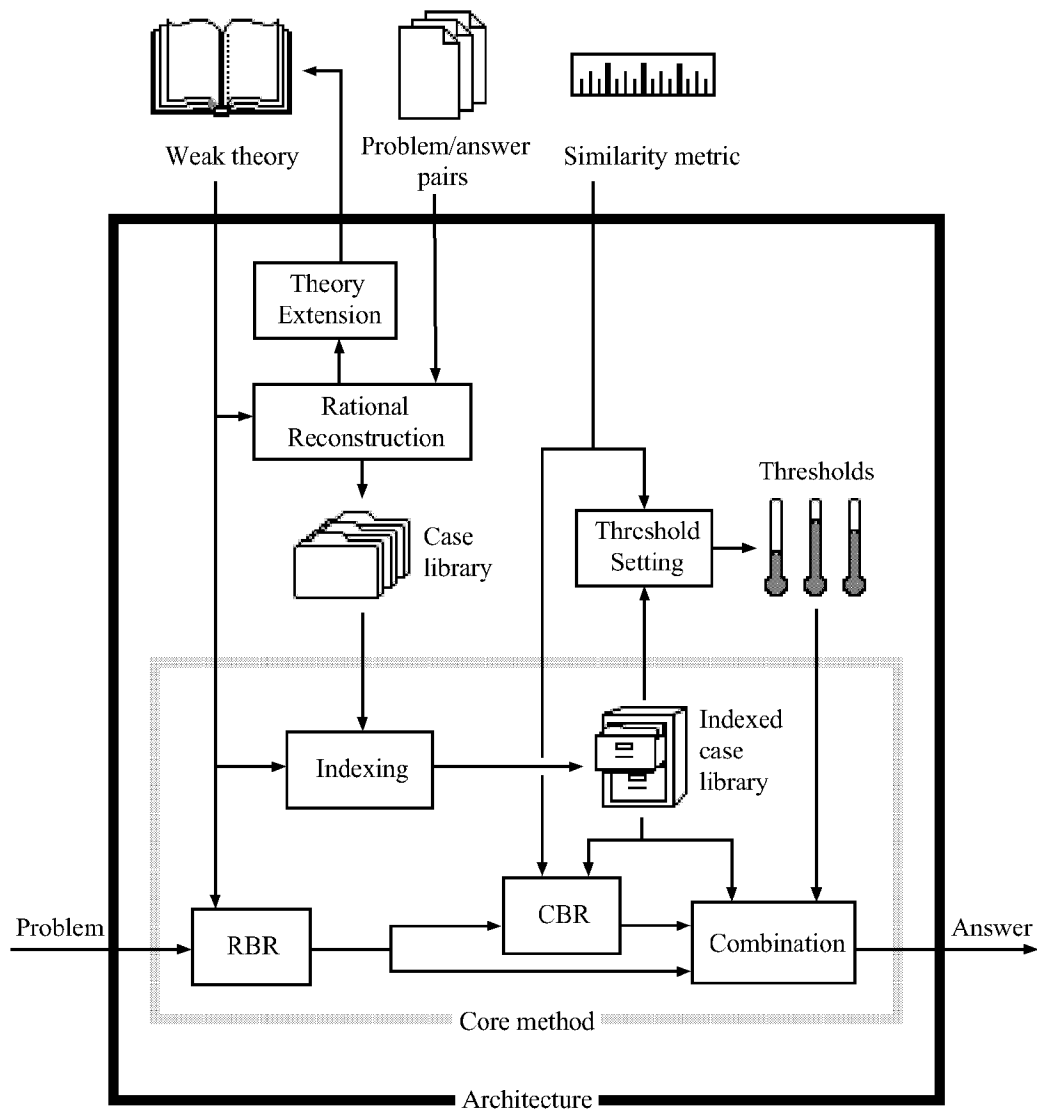 Weak theory
Problem/answer
pairs
Similarity metric
Theory
Extension
Rational
Reconstruction
Thresholds
Case
library
Threshold
Setting
Indexed
case
library
Indexing
Problem
RBR
CBR
Combination
Answer
Core method
Architecture